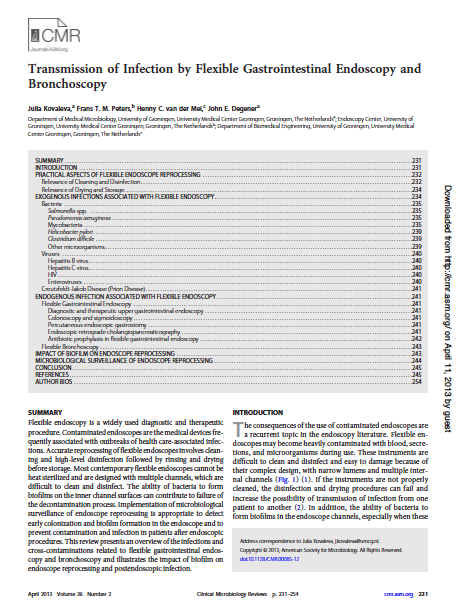 CMR
Journals.ASM.org
Transmission of Infection by Flexible Gastrointestinal Endoscopy and
Bronchoscopy
Julia Kovaleva,a Frans T. M. Peters,b Henny C. van der Mei,c John E. Degenera
Department of Medical Microbiology, University of Groningen, University Medical Center Groningen, Groningen, The Netherlandsa; Endoscopy Center, University of
Groningen, University Medical Center Groningen, Groningen, The Netherlandsb; Department of Biomedical Engineering, University of Groningen, University Medical
Center Groningen, Groningen, The Netherlandsc
SUMMARY 231
INTRODUCTION 231
PRACTICAL ASPECTS OF FLEXIBLE ENDOSCOPE REPROCESSING 232
Relevance of Cleaning and Disinfection 232
Relevance of Drying and Storage 234
EXOGENOUS INFECTIONS ASSOCIATED WITH FLEXIBLE ENDOSCOPY 234
Bacteria 235
Salmonella spp. 235
Pseudomonas aeruginosa 235
Mycobacteria 235
Helicobacter pylori 239
Clostridium difficile 239
Other microorganisms 239
Viruses 240
Hepatitis B virus 240
Hepatitis C virus 240
HIV 240
Enteroviruses 240
Creutzfeldt-Jakob Disease (Prion Disease) 241
ENDOGENOUS INFECTION ASSOCIATED WITH FLEXIBLE ENDOSCOPY 241
Flexible Gastrointestinal Endoscopy 241
Diagnostic and therapeutic upper gastrointestinal endoscopy 241
Colonoscopy and sigmoidoscopy 241
Percutaneous endoscopic gastrostomy 241
Endoscopic retrograde cholangiopancreatography 241
Antibiotic prophylaxis in flexible gastrointestinal endoscopy 242
Flexible Bronchoscopy 243
IMPACT OF BIOFILM ON ENDOSCOPE REPROCESSING 243
MICROBIOLOGICAL SURVEILLANCE OF ENDOSCOPE REPROCESSING 244
CONCLUSION 245
REFERENCES 245
AUTHOR BIOS 254
SUMMARY
Flexible endoscopy is a widely used diagnostic and therapeutic
procedure. Contaminated endoscopes are the medical devices fre-
quently associated with outbreaks of health care-associated infec-
tions. Accurate reprocessing of flexible endoscopes involves clean-
ing and high-level disinfection followed by rinsing and drying
before storage. Most contemporary flexible endoscopes cannot be
heat sterilized and are designed with multiple channels, which are
difficult to clean and disinfect. The ability of bacteria to form
biofilms on the inner channel surfaces can contribute to failure of
the decontamination process. Implementation of microbiological
surveillance of endoscope reprocessing is appropriate to detect
early colonization and biofilm formation in the endoscope and to
prevent contamination and infection in patients after endoscopic
procedures. This review presents an overview of the infections and
cross-contaminations related to flexible gastrointestinal endos-
copy and bronchoscopy and illustrates the impact of biofilm on
endoscope reprocessing and postendoscopic infection.
INTRODUCTION
The consequences of the use of contaminated endoscopes are
a recurrent topic in the endoscopy literature. Flexible en-
doscopes may become heavily contaminated with blood, secre-
tions, and microorganisms during use. These instruments are
difficult to clean and disinfect and easy to damage because of
their complex design, with narrow lumens and multiple inter-
nal channels (Fig. 1) (1). If the instruments are not properly
cleaned, the disinfection and drying procedures can fail and
increase the possibility of transmission of infection from one
patient to another (2). In addition, the ability of bacteria to
form biofilms in the endoscope channels, especially when these
Address correspondence to Julia Kovaleva, j.kovaleva@umcg.nl.
Copyright © 2013, American Society for Microbiology. All Rights Reserved.
doi:10.1128/CMR.00085-12
April 2013 Volume 26 Number 2
Clinical Microbiology Reviews p. 231–254
cmr.asm.org 231
Downloaded from http://cmr.asm.org/ on April 11, 2013 by guest